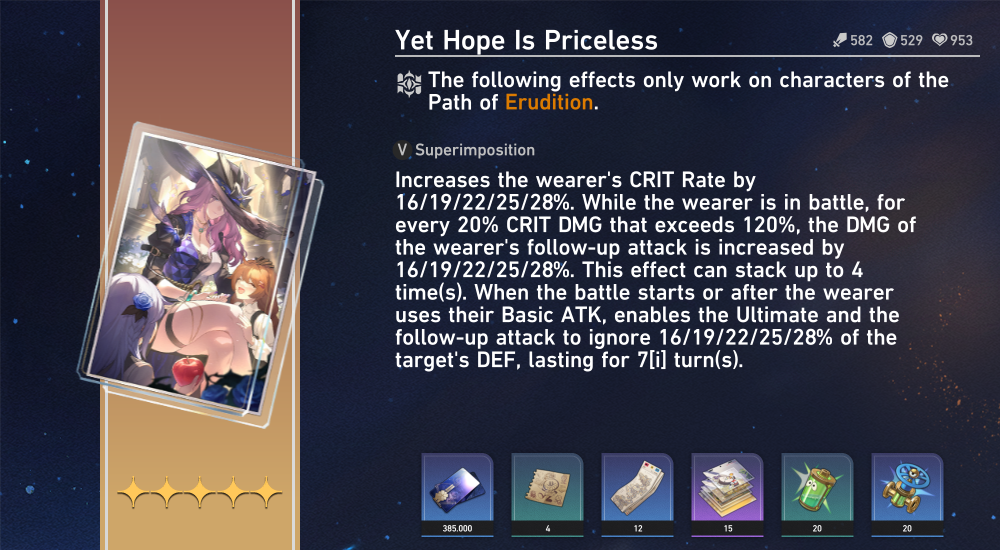 Yet Hope Is Priceless
582 529 953
The following effects only work on characters of the
Path of Erudition.
V Superimposition
Increases the wearer's CRIT Rate by
16/19/22/25/28%. While the wearer is in battle, for
every 20% CRIT DMG that exceeds 120%, the DMG of
the wearer's follow-up attack is increased by
16/19/22/25/28%. This effect can stack up to 4
time(s). When the battle starts or after the wearer
uses their Basic ATK, enables the Ultimate and the
follow-up attack to ignore 16/19/22/25/28% of the
target's DEF, lasting for 7[i] turn(s).
385.000 4 12 15 20 20